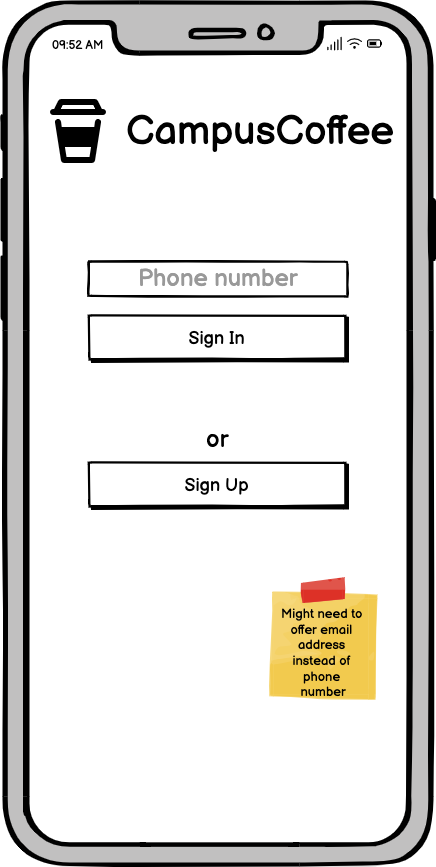 09:52 AM
CampusCoffee
Phone number
Sign In
or
Sign Up
Might need to
offer email
address
instead of
phone
number